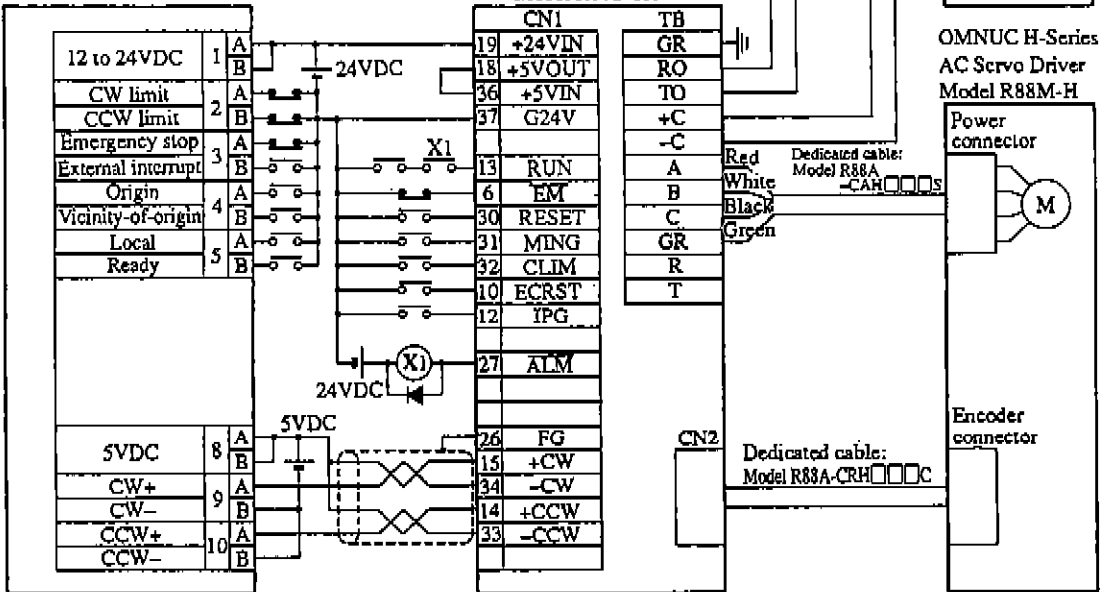 CN1
TB
12 to 24VDC 1 A
B
CW limit 2 A
CCW limit B
Emergency stop 3 A
External interrupt B
Origin 4 A
Vicinity-of-origin B
Local 5 A
Ready B
5VDC 8 A
B
CW+ 9 A
CW− B
CCW+ 10 A
CCW− B
24VDC
X1
X1
24VDC
5VDC
19 +24VIN
18 +5VOUT
36 +5VIN
37 G24V
13 RUN
6 EM
30 RESET
31 MING
32 CLIM
10 ECRST
12 IPG
27 ALM
26 FG
15 +CW
34 −CW
14 +CCW
33 −CCW
GR
RO
TO
+C
−C
A
B
C
GR
R
T
CN2
Red
White
Black
Green
Dedicated cable:
Model R88A
-CAH□□□S
Dedicated cable:
Model R88A-CRH□□□C
OMNUC H-Series
AC Servo Driver
Model R88M-H
Power
connector
M
Encoder
connector